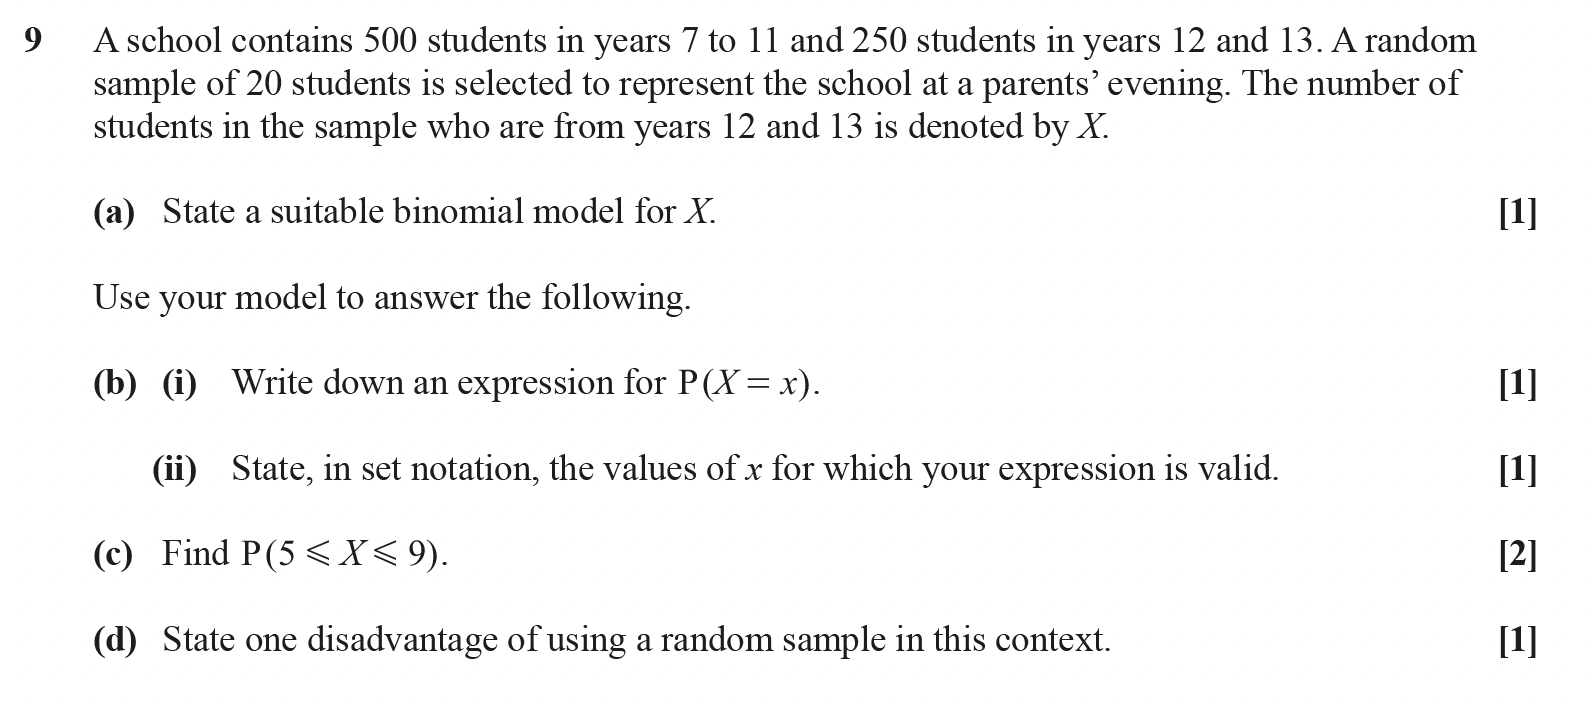 9 A school contains 500 students in years 7 to 11 and 250 students in years 12 and 13. A random
sample of 20 students is selected to represent the school at a parents’ evening. The number of
students in the sample who are from years 12 and 13 is denoted by X.
(a) State a suitable binomial model for X. [1]
Use your model to answer the following.
(b) (i) Write down an expression for P(X = x). [1]
(ii) State, in set notation, the values of x for which your expression is valid. [1]
(c) Find P(5 ⩽ X ⩽ 9). [2]
(d) State one disadvantage of using a random sample in this context. [1]